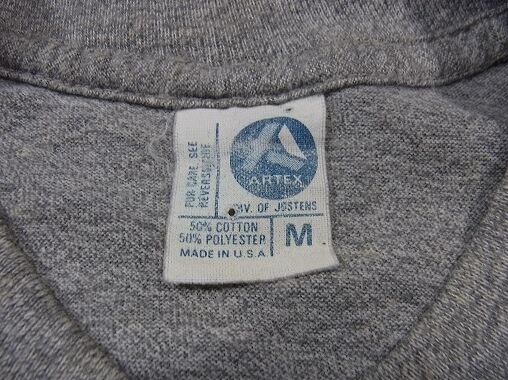 FOR CARE, SEE
REVERSE SIDE
ARTEX
DIV. OF JOSTENS
50% COTTON
50% POLYESTER
MADE IN U.S.A.
M